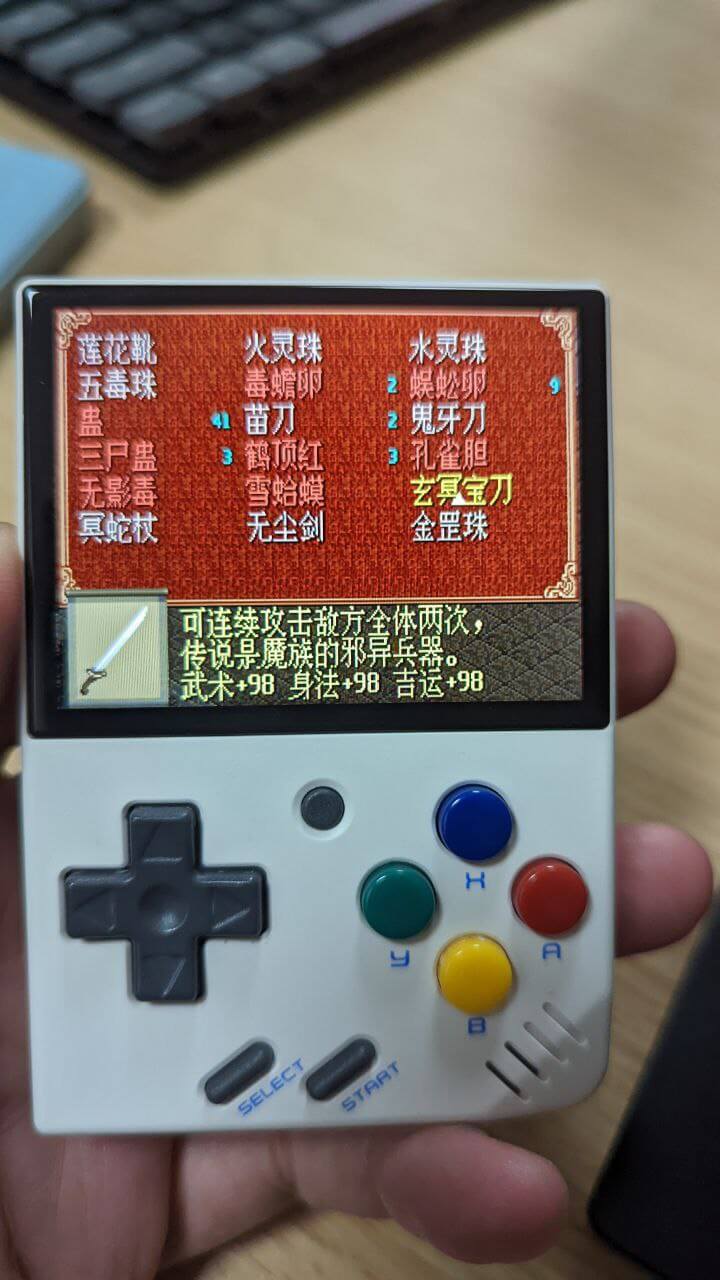 莲花靴 火灵珠 水灵珠
五毒珠 毒蟾卵 2 蜈蚣卵 9
蛊 41 苗刀 2 鬼牙刀
三尸蛊 3 鹤顶红 3 孔雀胆
无影毒 雪蛤蟆 玄冥宝刀
冥蛇杖 无尘剑 金罡珠
可连续攻击敌方全体两次，
传说是魔族的邪异兵器。
武术+98 身法+98 吉运+98
X
Y A
B
SELECT START